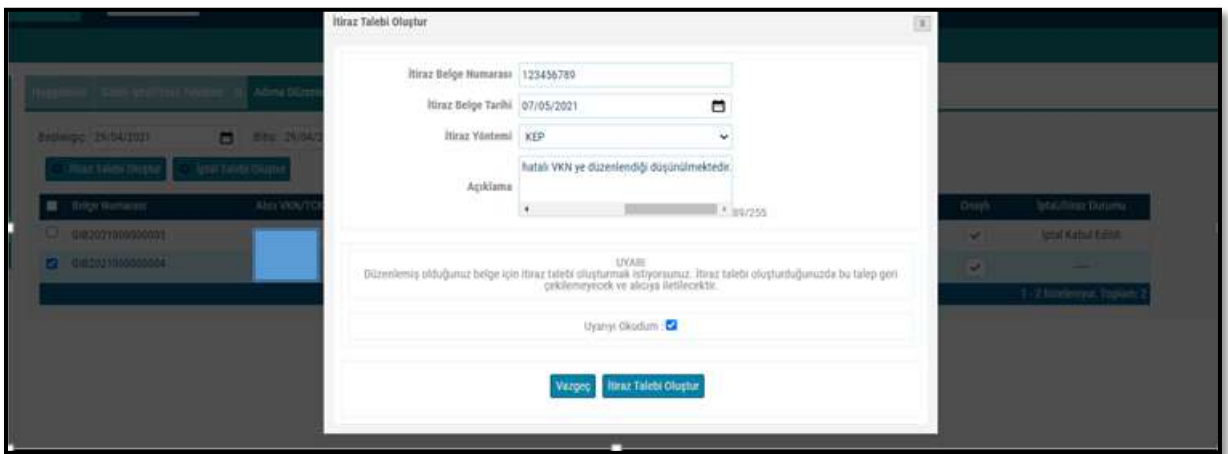 İtiraz Talebi Oluştur
x
İtiraz Belge Numarası 123456789
İtiraz Belge Tarihi 07/05/2021
İtiraz Yöntemi KEP
hatalı VKN ye düzenlendiği düşünülmektedir.
Açıklama
89/255
Adıma Düzenle
Başlangıç: 29/04/2021 Bitiş: 29/04/2
İtiraz Talebi Oluştur İptal Talebi Oluştur
Belge Numarası Alıcı VKN/TCK Onaylı İptal/İtiraz Durumu
GIB2021000000003 İptal Kabul Edildi
GIB2021000000004 ----
1 - 2 listeleniyor. Toplam: 2
UYARI
Düzenlemiş olduğunuz belge için itiraz talebi oluşturmak istiyorsunuz. İtiraz talebi oluşturduğunuzda bu talep geri
çekilemeyecek ve alıcıya iletilecektir.
Uyarıyı Okudum :
Vazgeç İtiraz Talebi Oluştur